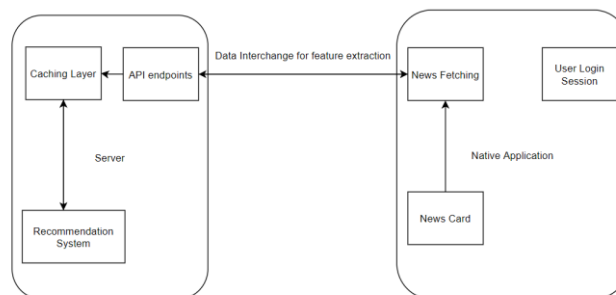 Data Interchange for feature extraction
Caching Layer
API endpoints
News Fetching
User Login
Session
Server
Native Application
Recommendation
System
News Card